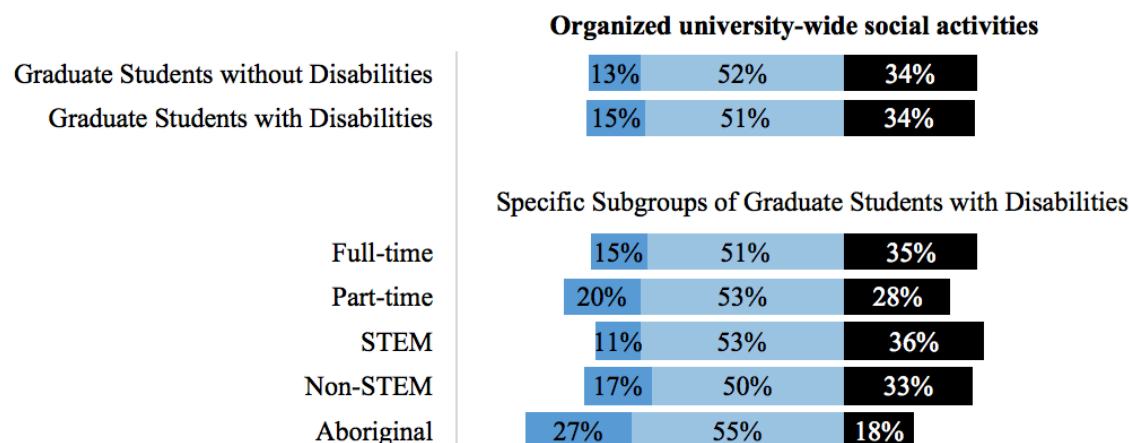 Organized university-wide social activities
Graduate Students without Disabilities 13% 52% 34%
Graduate Students with Disabilities 15% 51% 34%
Specific Subgroups of Graduate Students with Disabilities
Full-time 15% 51% 35%
Part-time 20% 53% 28%
STEM 11% 53% 36%
Non-STEM 17% 50% 33%
Aboriginal 27% 55% 18%